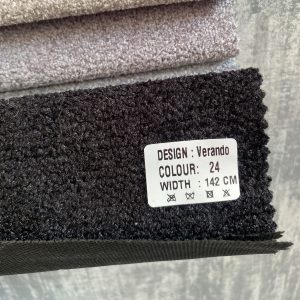 DESIGN : Verando
COLOUR: 24
WIDTH : 142 CM